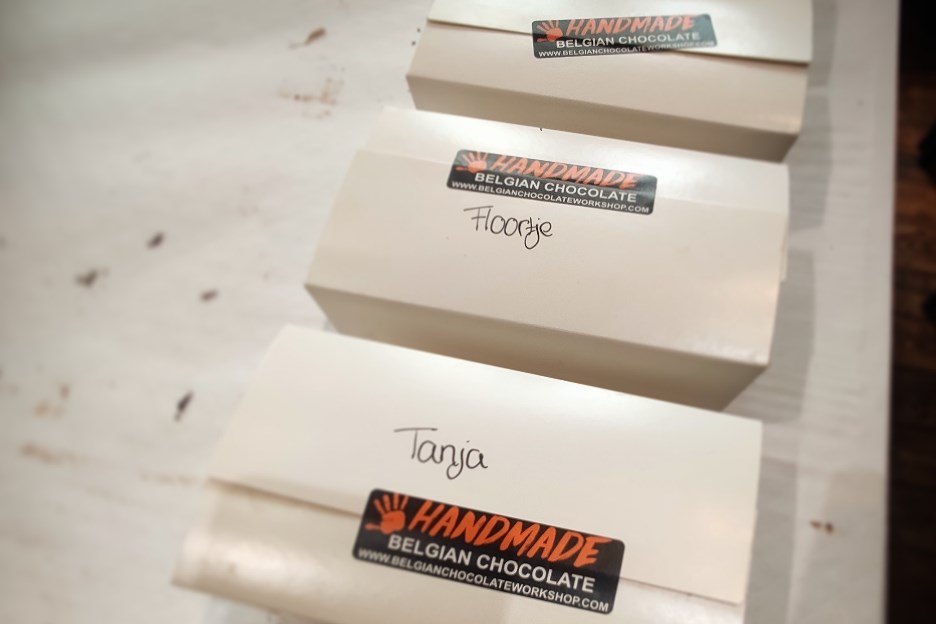 HANDMADE
BELGIAN CHOCOLATE
WWW.BELGIANCHOCOLATEWORKSHOP.COM
HANDMADE
BELGIAN CHOCOLATE
WWW.BELGIANCHOCOLATEWORKSHOP.COM
Floortje
Tanja
HANDMADE
BELGIAN CHOCOLATE
WWW.BELGIANCHOCOLATEWORKSHOP.COM